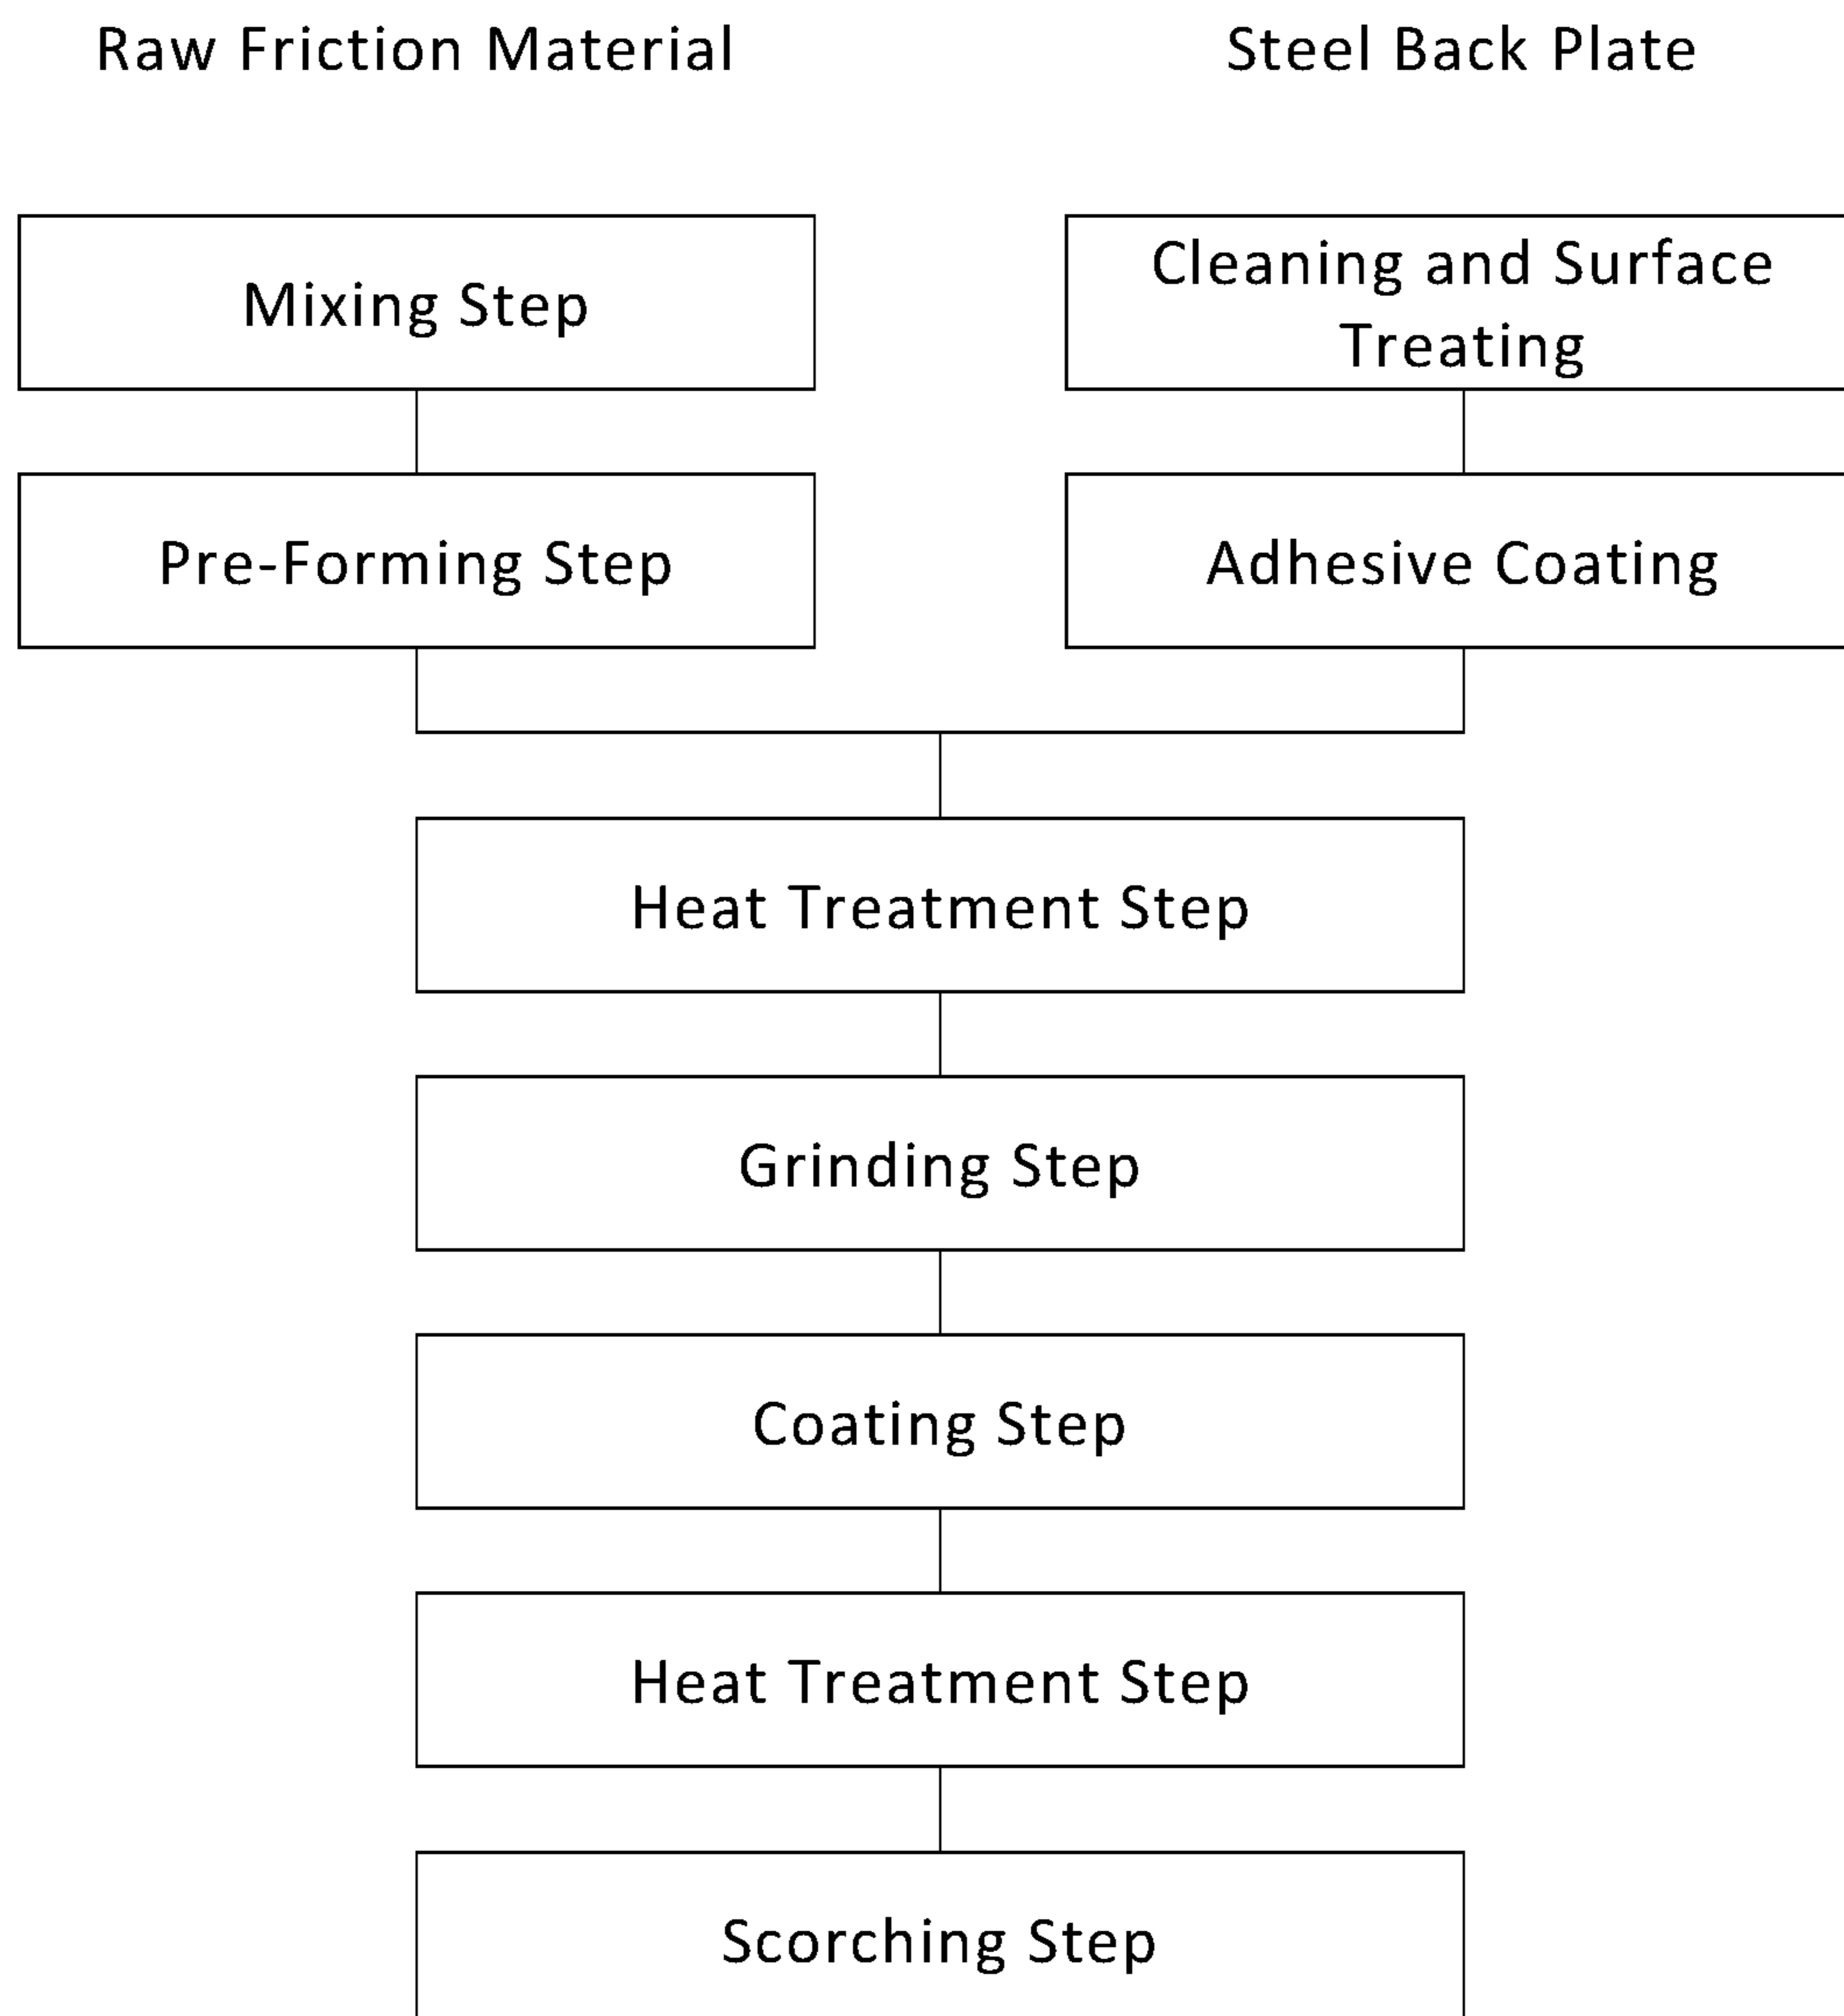 Raw Friction Material
Steel Back Plate
Mixing Step
Cleaning and Surface
Treating
Pre-Forming Step
Adhesive Coating
Heat Treatment Step
Grinding Step
Coating Step
Heat Treatment Step
Scorching Step